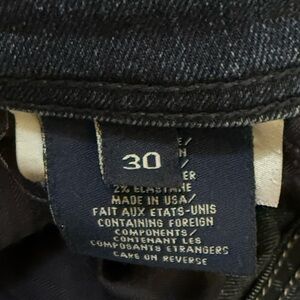 30
E/
N/
/
ER
2% ELASTANE
MADE IN USA/
FAIT AUX ETATS-UNIS
CONTAINING FOREIGN
COMPONENTS/
CONTENANT LES
COMPOSANTS ETRANGERS
CARE ON REVERSE